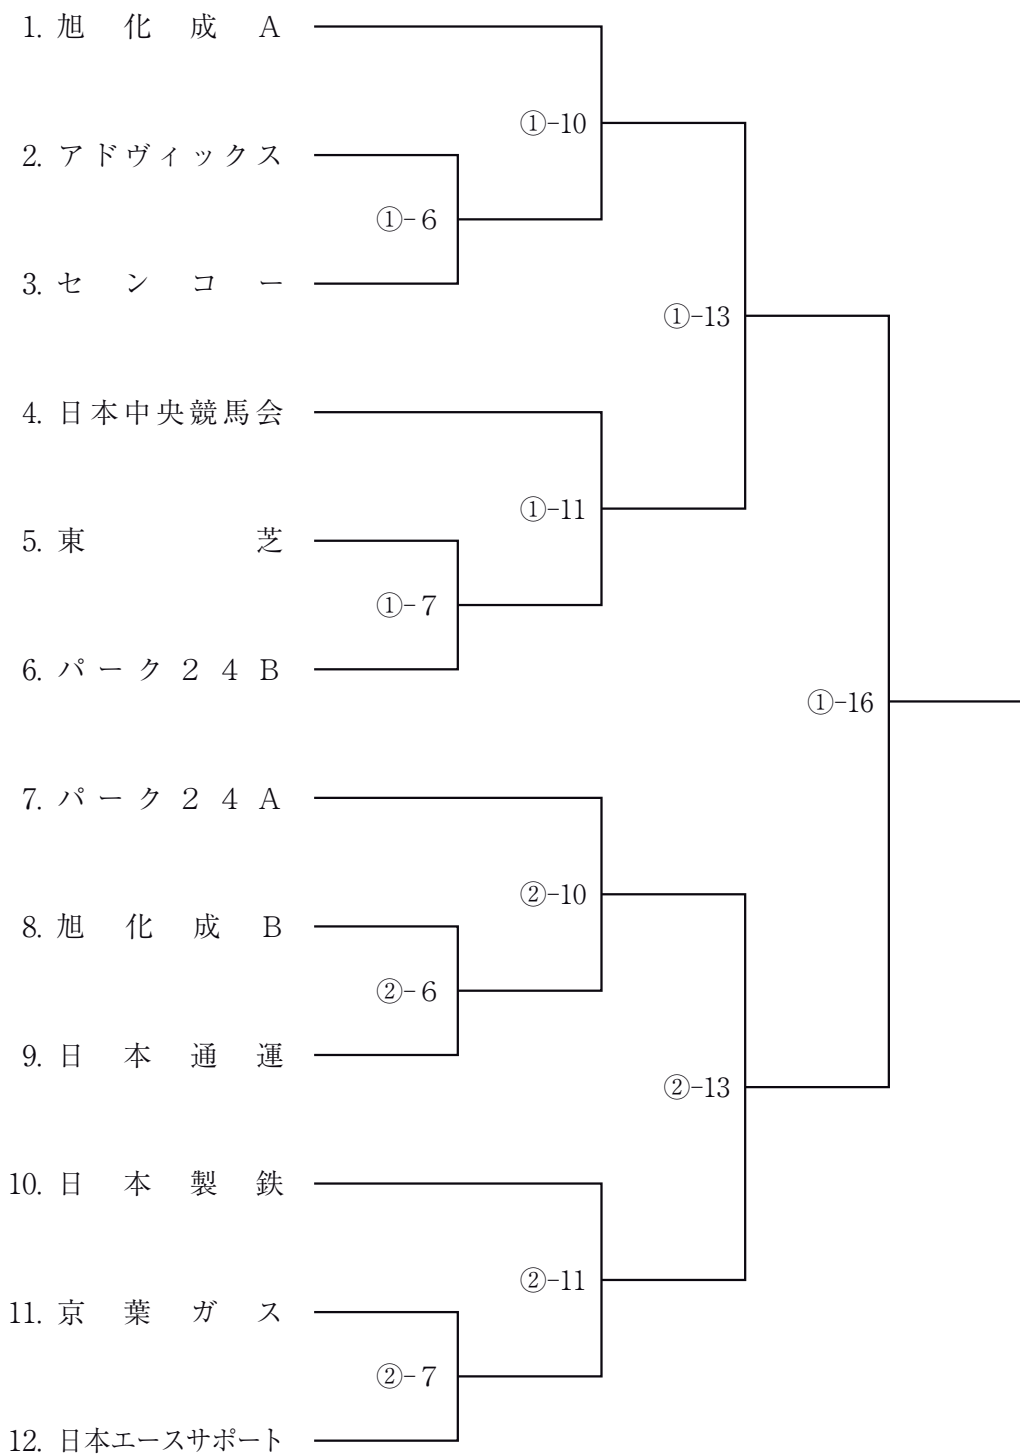 1. 旭化成A
①-10
2. アドヴィックス
①-6
3. センコー
①-13
4. 日本中央競馬会
①-11
5. 東芝
①-7
6. パーク24B
①-16
7. パーク24A
②-10
8. 旭化成B
②-6
9. 日本通運
②-13
10. 日本製鉄
②-11
11. 京葉ガス
②-7
12. 日本エースサポート